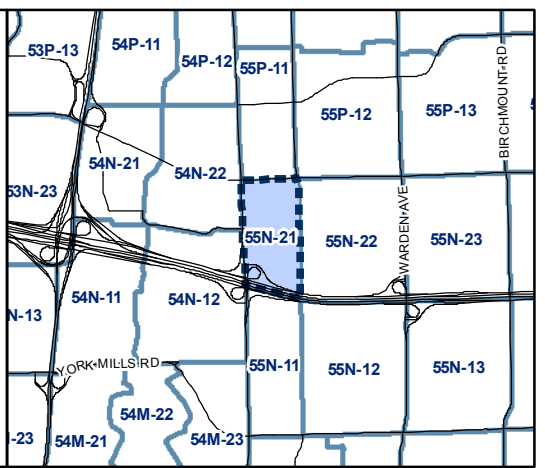 53P-13
54P-11
54P-12
55P-11
BIRCHMOUNT RD
55P-12
55P-13
54N-21
54N-22
53N-23
WARDEN AVE
55N-21
55N-22
55N-23
54N-11
54N-12
N-13
YORK MILLS RD
55N-11
55N-12
55N-13
54M-22
-23
54M-21
54M-23